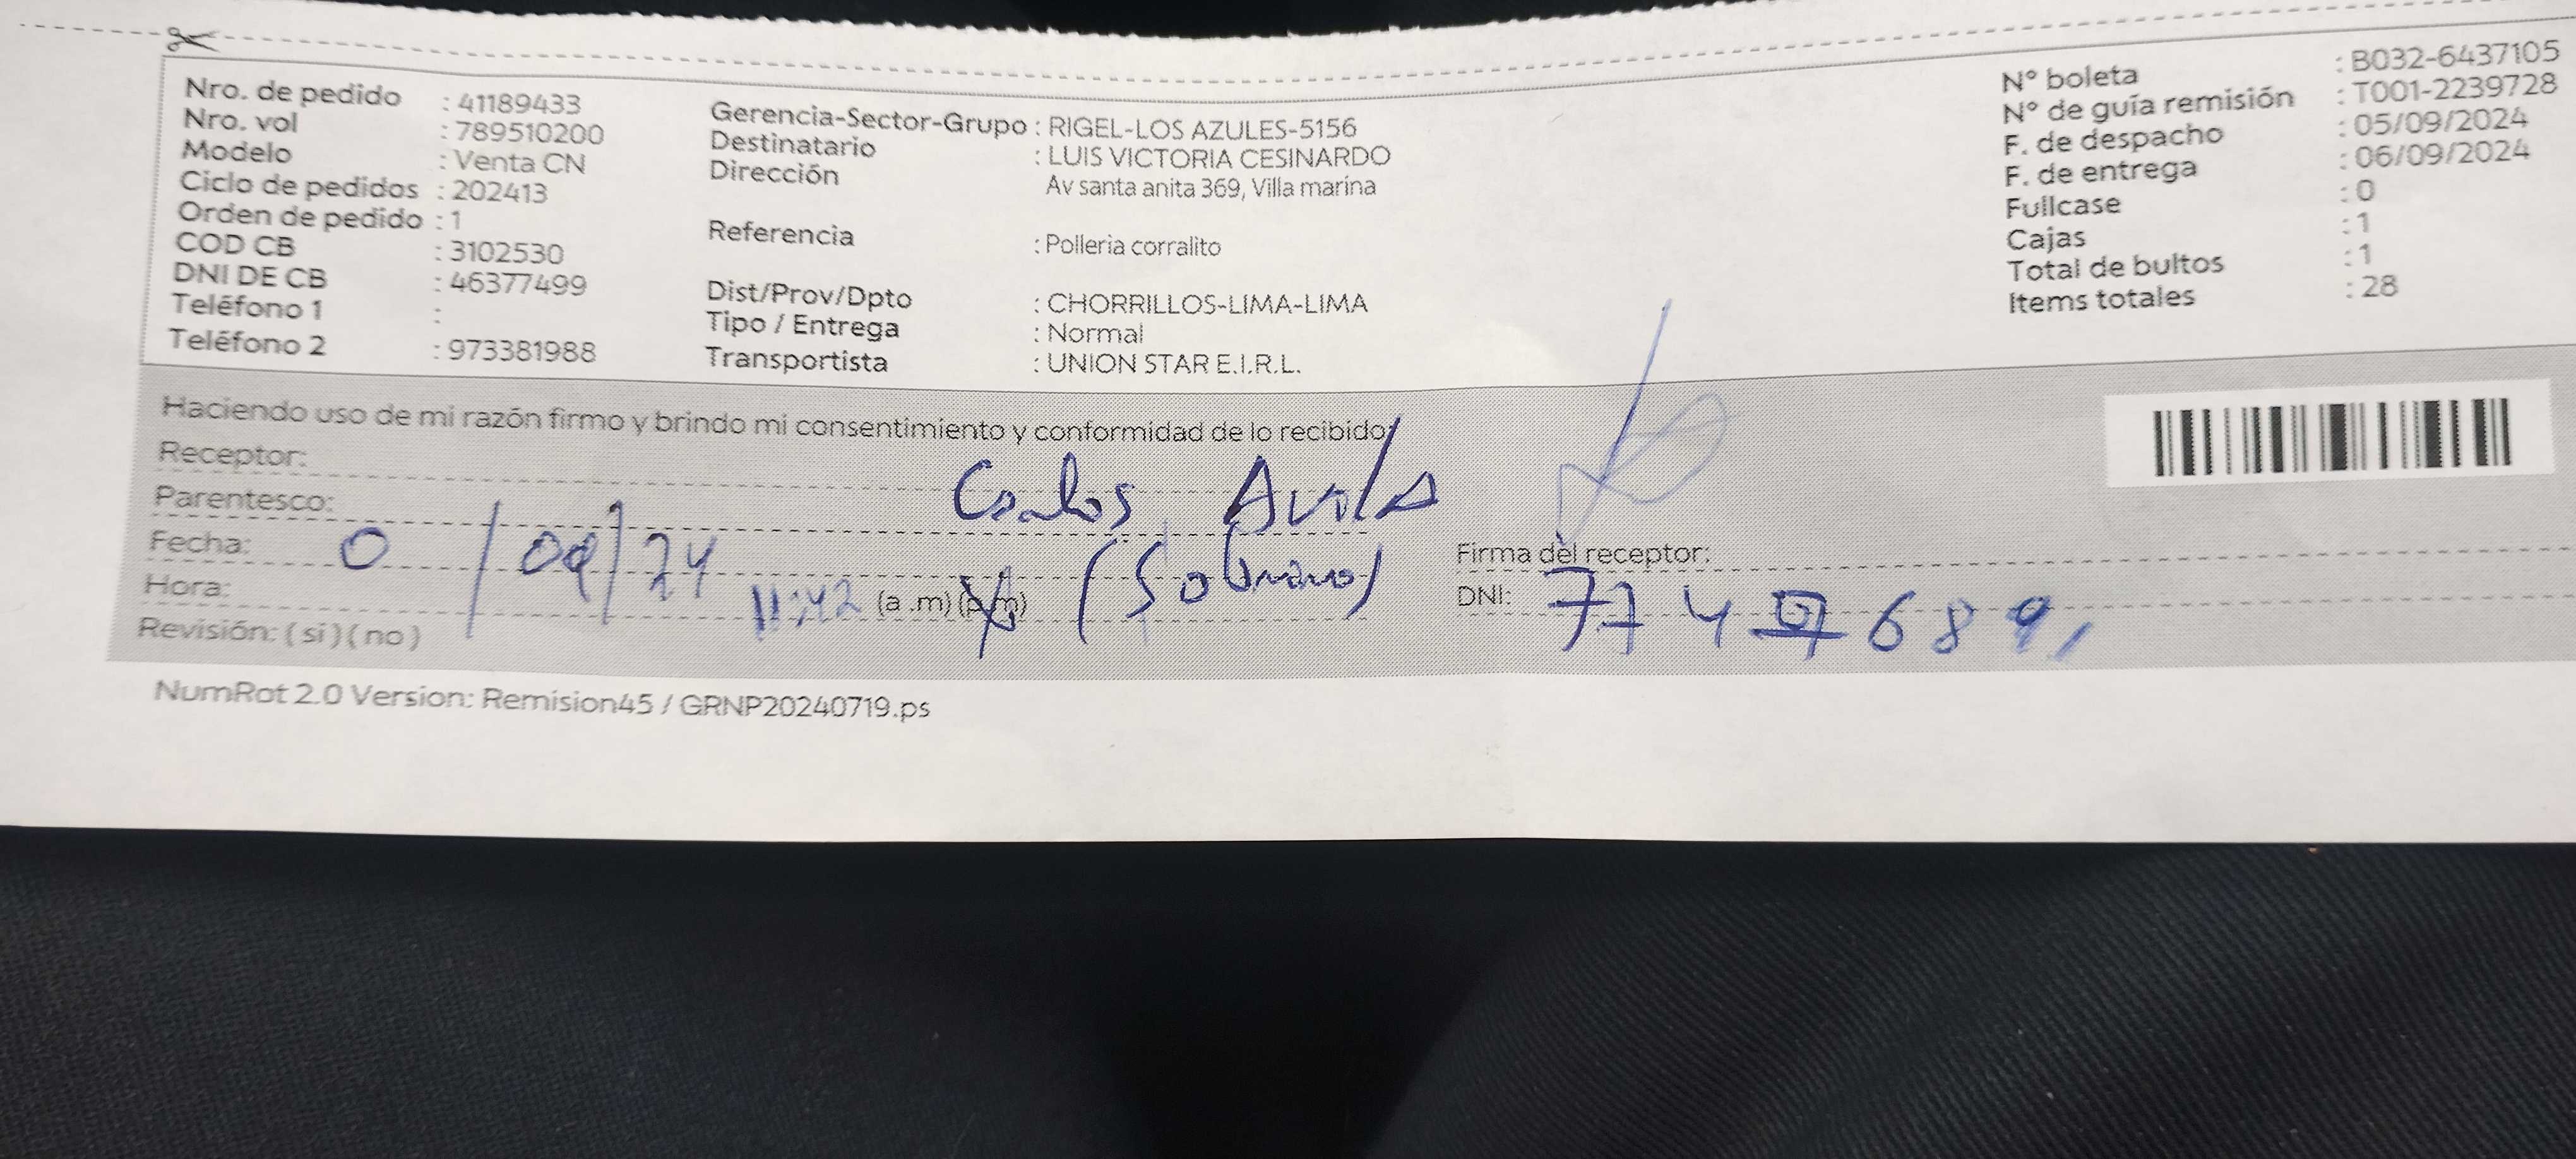 Nro. de pedido : 41189433
Nro. vol : 789510200
Modelo : Venta CN
Ciclo de pedidos : 202413
Orden de pedido : 1
COD CB : 3102530
DNI DE CB : 46377499
Teléfono 1 :
Teléfono 2 : 973381988
Gerencia-Sector-Grupo : RIGEL-LOS AZULES-5156
Destinatario : LUIS VICTORIA CESINARDO
Dirección Av santa anita 369, Villa marina
Referencia : Polleria corralito
Dist/Prov/Dpto : CHORRILLOS-LIMA-LIMA
Tipo / Entrega : Normal
Transportista : UNION STAR E.I.R.L.
N° boleta : B032-6437105
N° de guía remisión : T001-2239728
F. de despacho : 05/09/2024
F. de entrega : 06/09/2024
Fullcase : 0
Cajas : 1
Total de bultos : 1
Items totales : 28
Haciendo uso de mi razón firmo y brindo mi consentimiento y conformidad de lo recibido:
Receptor: Carlos Avila
Parentesco: (Sobrino)
Fecha: 0 / 09 / 24
Hora: 11:42 (a .m) (p.m)
Revisión: ( si ) ( no )
Firma del receptor:
DNI: 774 689
NumRot 2.0 Version: Remision45 / GRNP20240719.ps